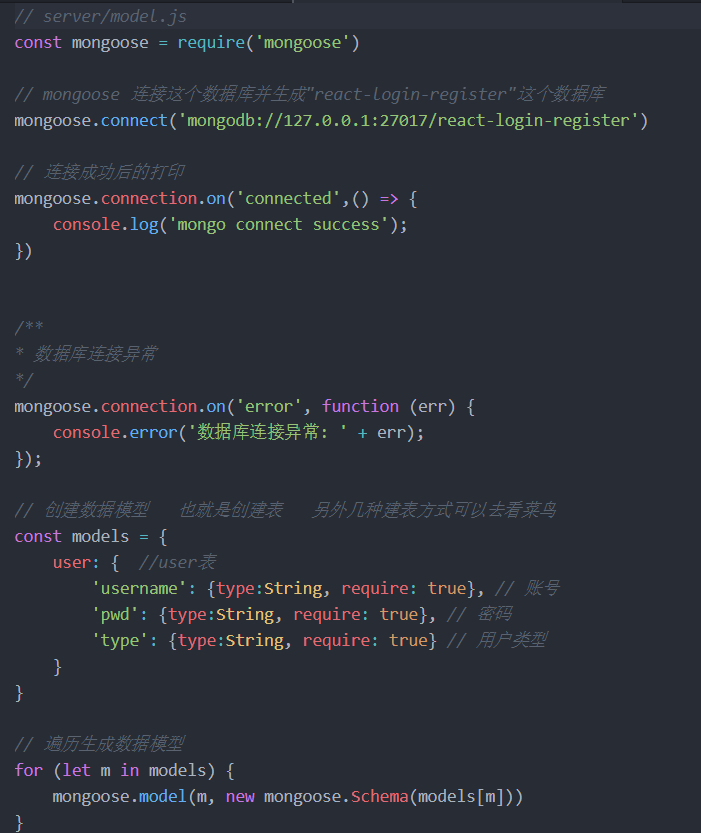 // server/model.js
const mongoose = require('mongoose')
// mongoose 连接这个数据库并生成"react-login-register"这个数据库
mongoose.connect('mongodb://127.0.0.1:27017/react-login-register')
// 连接成功后的打印
mongoose.connection.on('connected',() => {
    console.log('mongo connect success');
})
/**
* 数据库连接异常
*/
mongoose.connection.on('error', function (err) {
    console.error('数据库连接异常: ' + err);
});
// 创建数据模型   也就是创建表   另外几种建表方式可以去看菜鸟
const models = {
    user: {  //user表
        'username': {type:String, require: true}, // 账号
        'pwd': {type:String, require: true}, // 密码
        'type': {type:String, require: true} // 用户类型
    }
}
// 遍历生成数据模型
for (let m in models) {
    mongoose.model(m, new mongoose.Schema(models[m]))
}